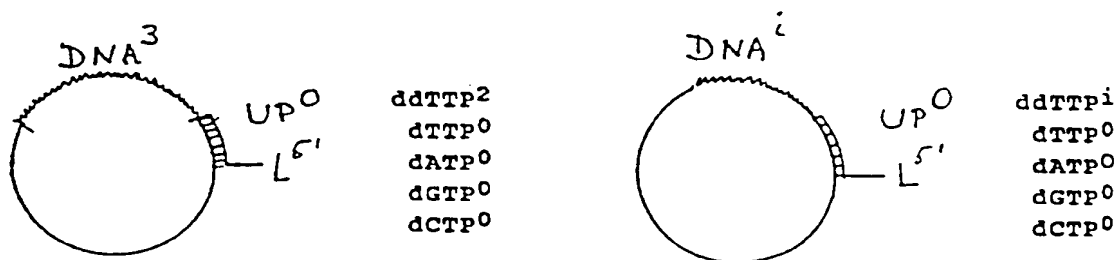 DNA³
UP⁰
L⁵'
ddTTP²
dTTP⁰
dATP⁰
dGTP⁰
dCTP⁰
DNAⁱ
UP⁰
L⁵'
ddTTPⁱ
dTTP⁰
dATP⁰
dGTP⁰
dCTP⁰